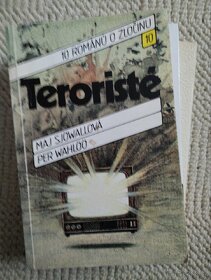 10 ROMÁNŮ O ZLOČINU
10
Teroristé
MAJ SJÖWALLOVÁ
PER WAHLÖÖ